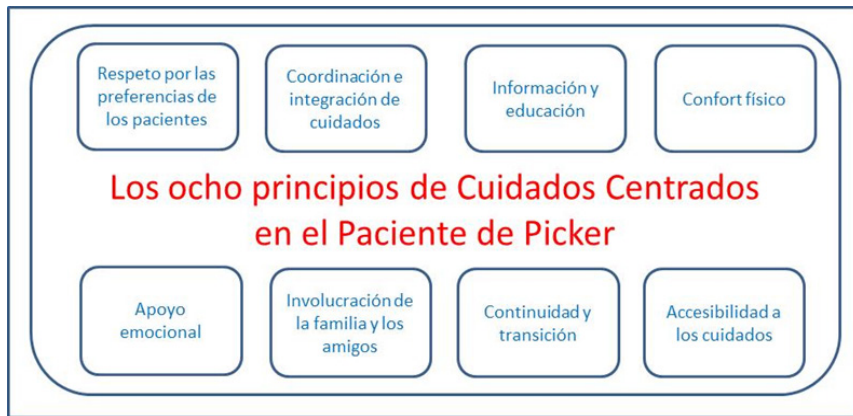 Respeto por las
preferencias de
los pacientes
Coordinación e
integración de
cuidados
Información y
educación
Confort físico
Los ocho principios de Cuidados Centrados
en el Paciente de Picker
Apoyo
emocional
Involucración de
la familia y los
amigos
Continuidad y
transición
Accesibilidad a
los cuidados